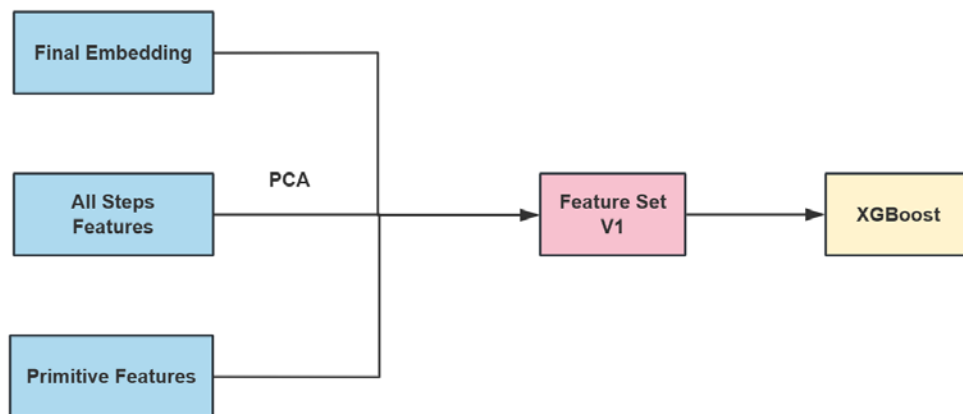 Final Embedding
All Steps
Features
PCA
Feature Set
V1
XGBoost
Primitive Features